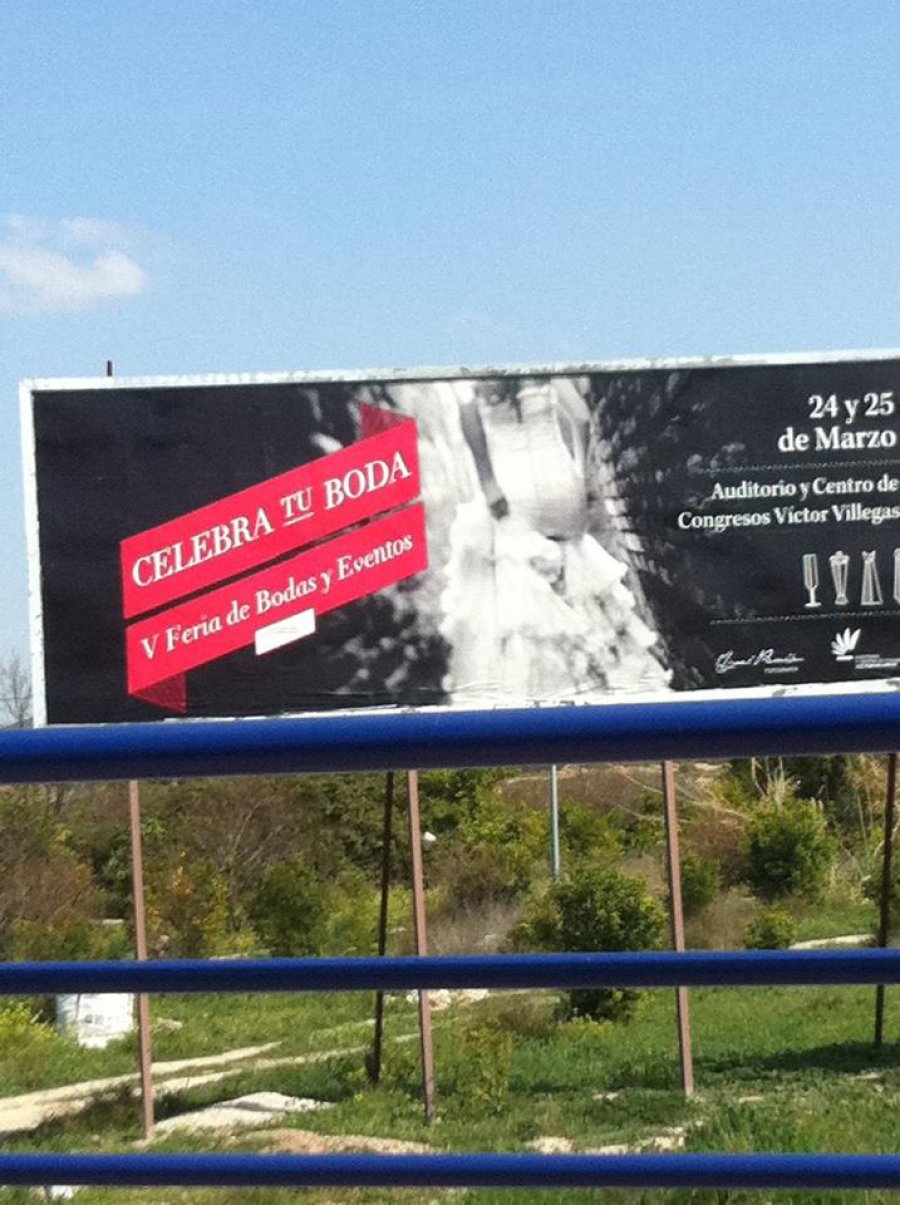 CELEBRA TU BODA
V Feria de Bodas y Eventos
24 y 25
de Marzo
Auditorio y Centro de
Congresos Víctor Villegas